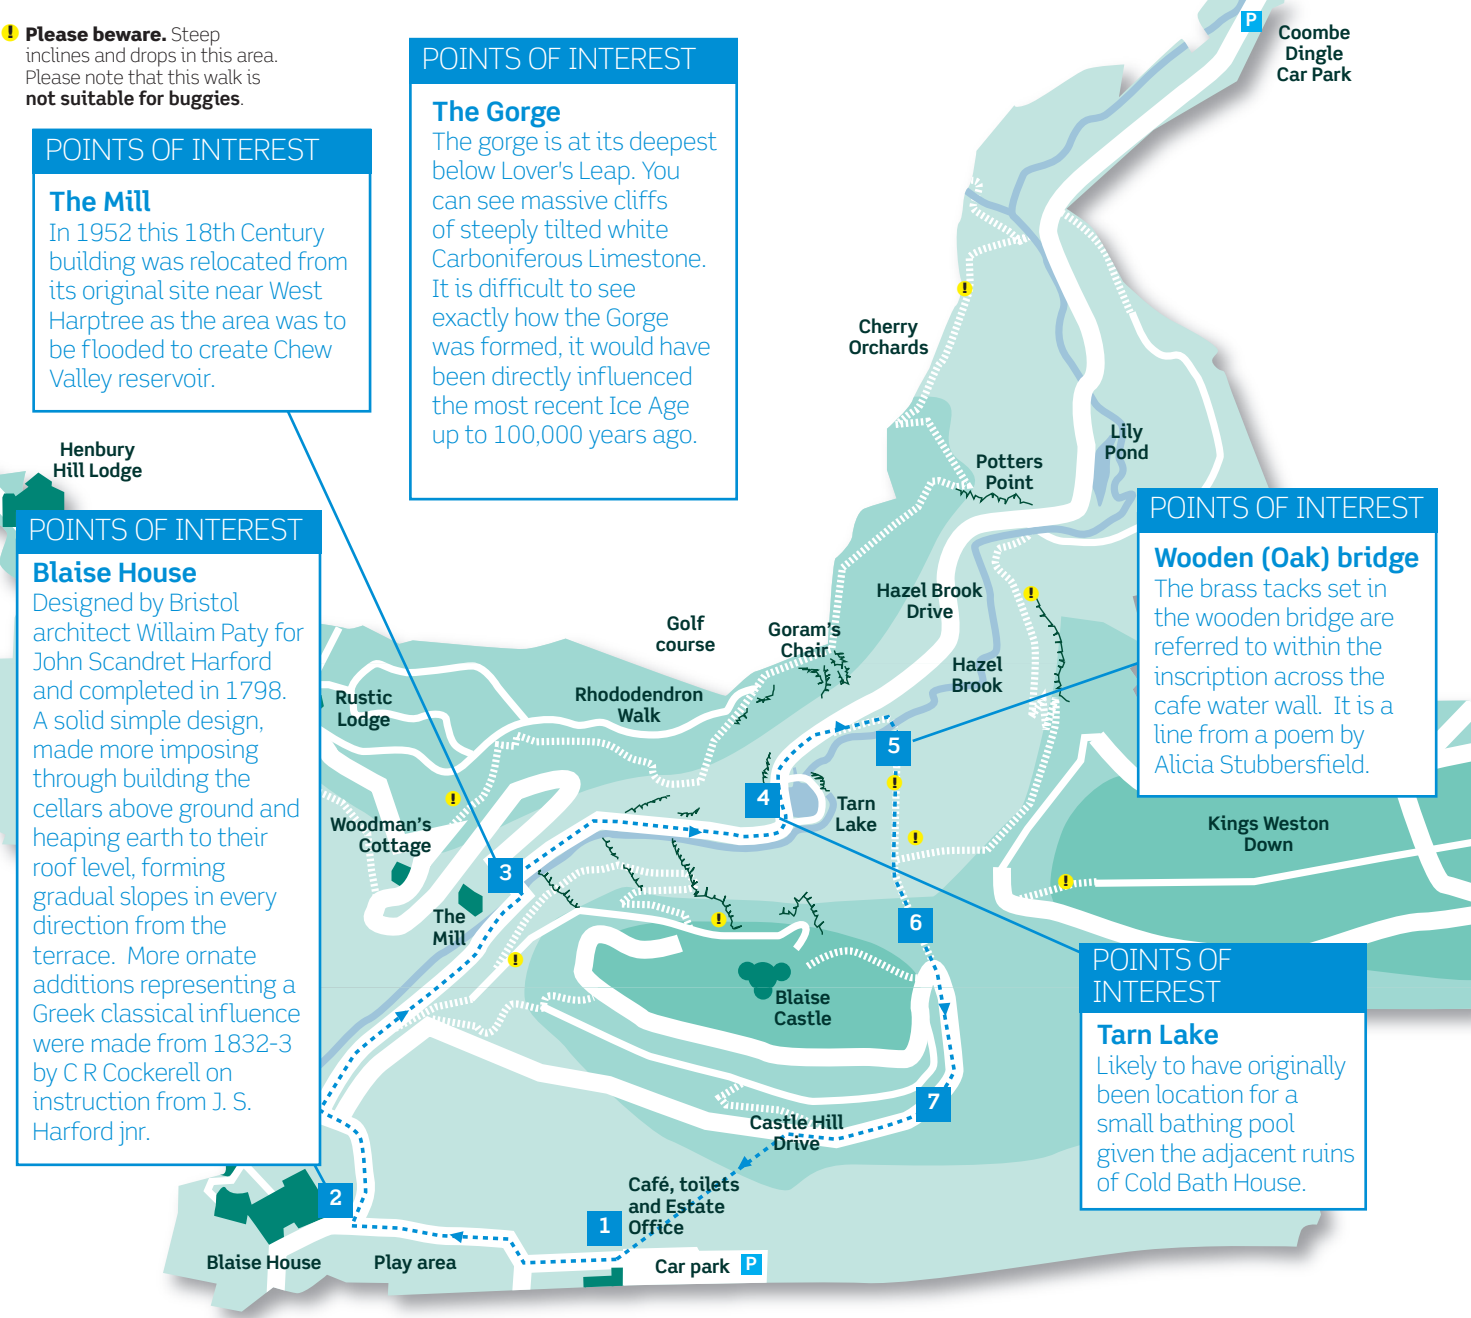 ! Please beware. Steep
inclines and drops in this area.
Please note that this walk is
not suitable for buggies.
POINTS OF INTEREST
The Mill
In 1952 this 18th Century
building was relocated from
its original site near West
Harptree as the area was to
be flooded to create Chew
Valley reservoir.
POINTS OF INTEREST
The Gorge
The gorge is at its deepest
below Lover's Leap. You
can see massive cliffs
of steeply tilted white
Carboniferous Limestone.
It is difficult to see
exactly how the Gorge
was formed, it would have
been directly influenced
the most recent Ice Age
up to 100,000 years ago.
P
Coombe
Dingle
Car Park
!
Cherry
Orchards
Lily
Pond
Potters
Point
Henbury
Hill Lodge
POINTS OF INTEREST
Blaise House
Designed by Bristol
architect Willaim Paty for
John Scandret Harford
and completed in 1798.
A solid simple design,
made more imposing
through building the
cellars above ground and
heaping earth to their
roof level, forming
gradual slopes in every
direction from the
terrace. More ornate
additions representing a
Greek classical influence
were made from 1832-3
by C R Cockerell on
instruction from J. S.
Harford jnr.
POINTS OF INTEREST
Wooden (Oak) bridge
The brass tacks set in
the wooden bridge are
referred to within the
inscription across the
cafe water wall. It is a
line from a poem by
Alicia Stubbersfield.
Hazel Brook
Drive
!
Golf
course
Goram's
Chair
Hazel
Brook
Rustic
Lodge
Rhododendron
Walk
5
!
4
!
Tarn
Lake
Woodman's
Cottage
!
Kings Weston
Down
3
!
The
Mill
!
6
!
Blaise
Castle
POINTS OF
INTEREST
Tarn Lake
Likely to have originally
been location for a
small bathing pool
given the adjacent ruins
of Cold Bath House.
7
Castle Hill
Drive
Café, toilets
and Estate
Office
2
1
Blaise House
Play area
Car park P